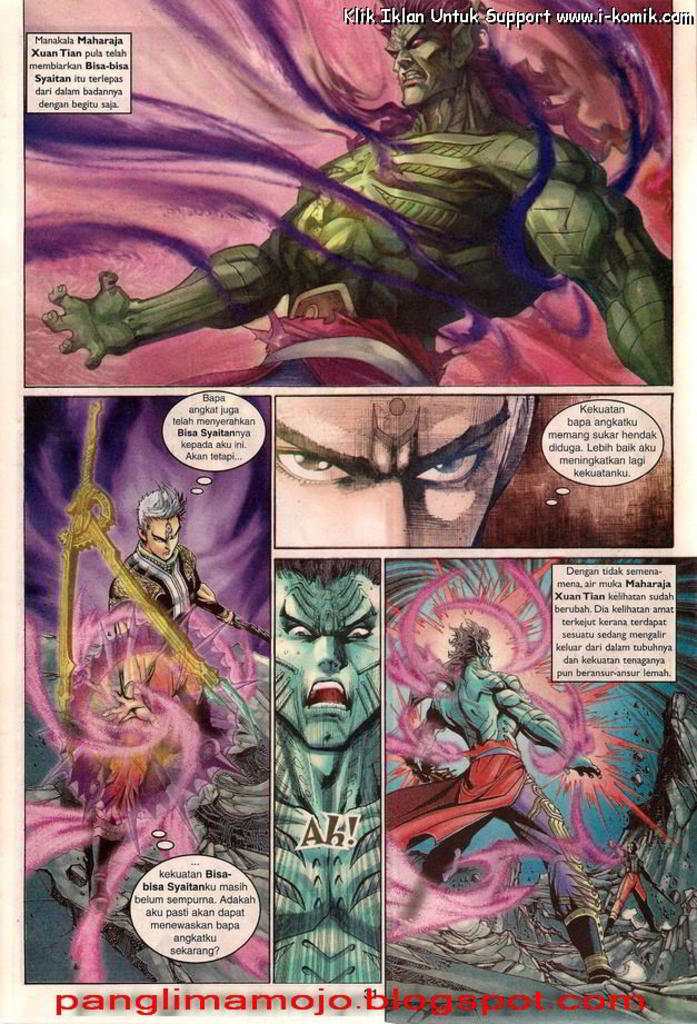 Klik Iklan Untuk Support www.i-komik.com
Manakala Maharaja
Xuan Tian pula telah
membiarkan Bisa-bisa
Syaitan itu terlepas
dari dalam badannya
dengan begitu saja.
Bapa
angkat juga
telah menyerahkan
Bisa Syaitannya
kepada aku ini.
Akan tetapi...
Kekuatan
bapa angkatku
memang sukar hendak
diduga. Lebih baik aku
meningkatkan lagi
kekuatanku.
...
kekuatan Bisa-
bisa Syaitanku masih
belum sempurna. Adakah
aku pasti akan dapat
menewaskan bapa
angkatku
sekarang?
Ah!
Dengan tidak semena-
mena, air muka Maharaja
Xuan Tian kelihatan sudah
berubah. Dia kelihatan amat
terkejut kerana terdapat
sesuatu sedang mengalir
keluar dari dalam tubuhnya
dan kekuatan tenaganya
pun beransur-ansur lemah.
31
panglimamojo.blogspot.com